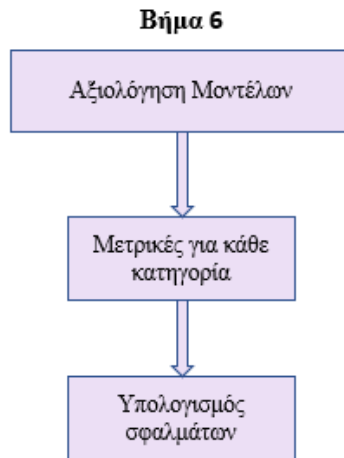 Βήμα 6
Αξιολόγηση Μοντέλων
Μετρικές για κάθε
κατηγορία
Υπολογισμός
σφαλμάτων